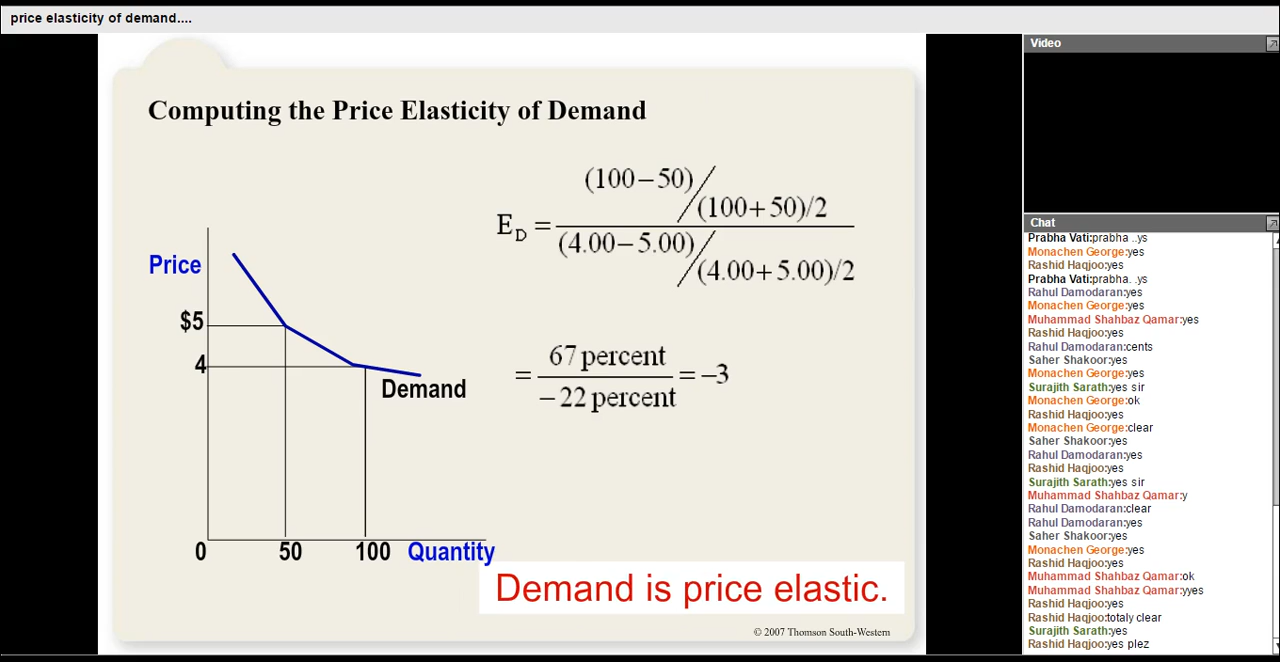 price elasticity of demand....
Computing the Price Elasticity of Demand
E_D = (100−50)/(100+50)/2
(4.00−5.00)/(4.00+5.00)/2
= 67 percent
−22 percent = −3
Price
$5
4
Demand
0 50 100 Quantity
Demand is price elastic.
© 2007 Thomson South-Western
Video
Chat
Prabha Vati:prabha ..ys
Monachen George:yes
Rashid Haqjoo:yes
Prabha Vati:prabha. .ys
Rahul Damodaran:yes
Monachen George:yes
Muhammad Shahbaz Qamar:yes
Rashid Haqjoo:yes
Rahul Damodaran:cents
Saher Shakoor:yes
Monachen George:yes
Surajith Sarath:yes sir
Monachen George:ok
Rashid Haqjoo:yes
Monachen George:clear
Saher Shakoor:yes
Rahul Damodaran:yes
Rashid Haqjoo:yes
Surajith Sarath:yes sir
Muhammad Shahbaz Qamar:y
Rahul Damodaran:clear
Rahul Damodaran:yes
Saher Shakoor:yes
Monachen George:yes
Rashid Haqjoo:yes
Muhammad Shahbaz Qamar:ok
Muhammad Shahbaz Qamar:yyes
Rashid Haqjoo:yes
Rashid Haqjoo:totaly clear
Surajith Sarath:yes
Rashid Haqjoo:yes plez